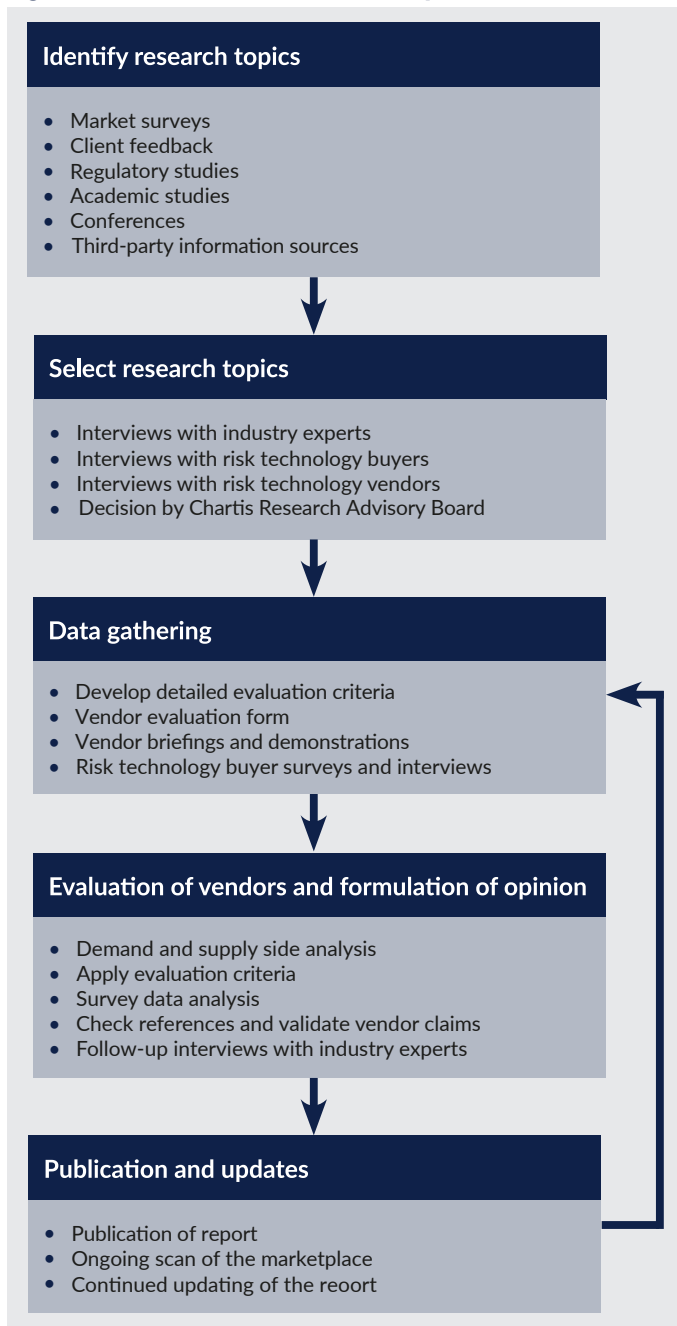 Identify research topics
• Market surveys
• Client feedback
• Regulatory studies
• Academic studies
• Conferences
• Third-party information sources
Select research topics
• Interviews with industry experts
• Interviews with risk technology buyers
• Interviews with risk technology vendors
• Decision by Chartis Research Advisory Board
Data gathering
• Develop detailed evaluation criteria
• Vendor evaluation form
• Vendor briefings and demonstrations
• Risk technology buyer surveys and interviews
Evaluation of vendors and formulation of opinion
• Demand and supply side analysis
• Apply evaluation criteria
• Survey data analysis
• Check references and validate vendor claims
• Follow-up interviews with industry experts
Publication and updates
• Publication of report
• Ongoing scan of the marketplace
• Continued updating of the reoort